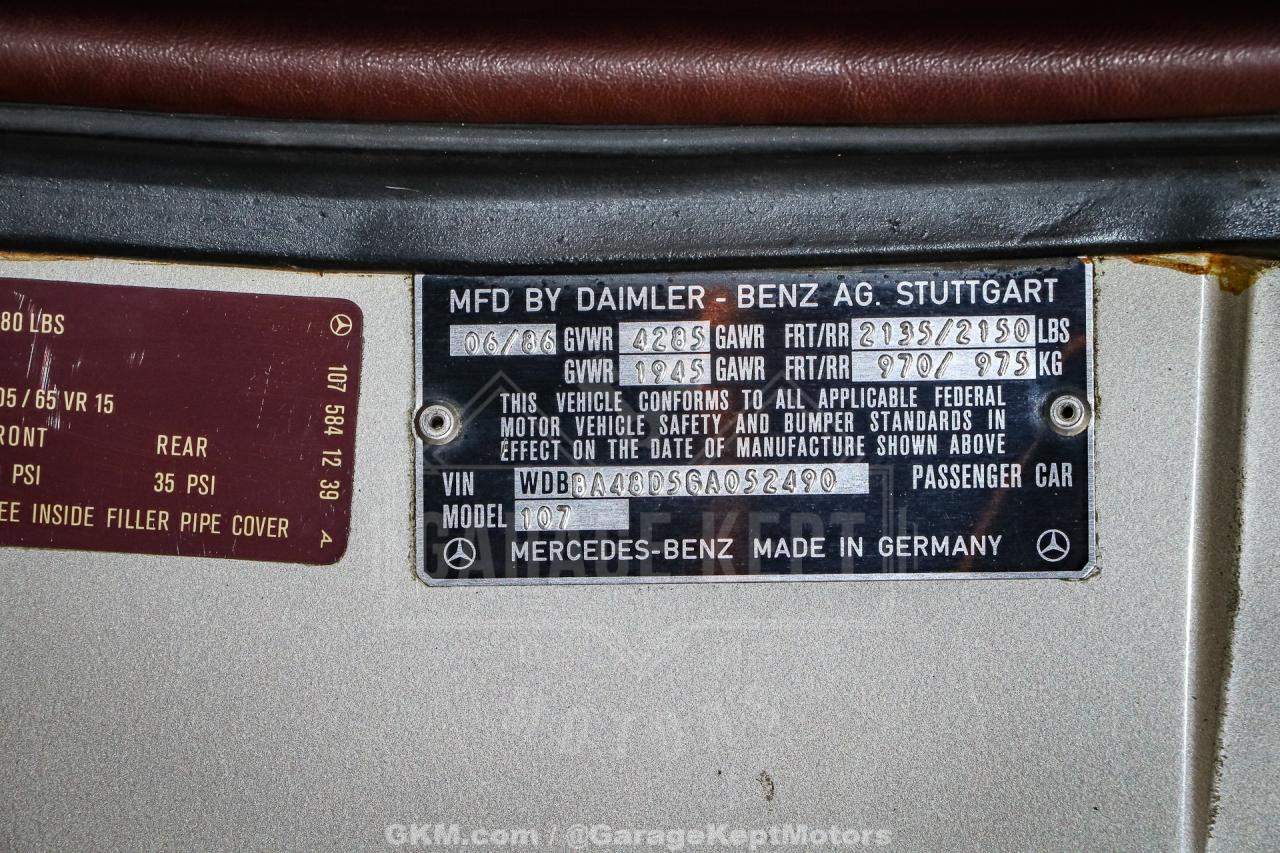 80 LBS
05 / 65 VR 15
RONT REAR
PSI 35 PSI
EE INSIDE FILLER PIPE COVER
107 584 12 39 A
MFD BY DAIMLER - BENZ AG. STUTTGART
06/86 GVWR 4285 GAWR FRT/RR 2135/2150 LBS
GVWR 1945 GAWR FRT/RR 970/ 975 KG
THIS VEHICLE CONFORMS TO ALL APPLICABLE FEDERAL
MOTOR VEHICLE SAFETY AND BUMPER STANDARDS IN
EFFECT ON THE DATE OF MANUFACTURE SHOWN ABOVE
VIN WDBBA48D5GA052490 PASSENGER CAR
MODEL 107
MERCEDES-BENZ MADE IN GERMANY
GARAGE KEPT
MOTORS
GKM.com / @GarageKeptMotors